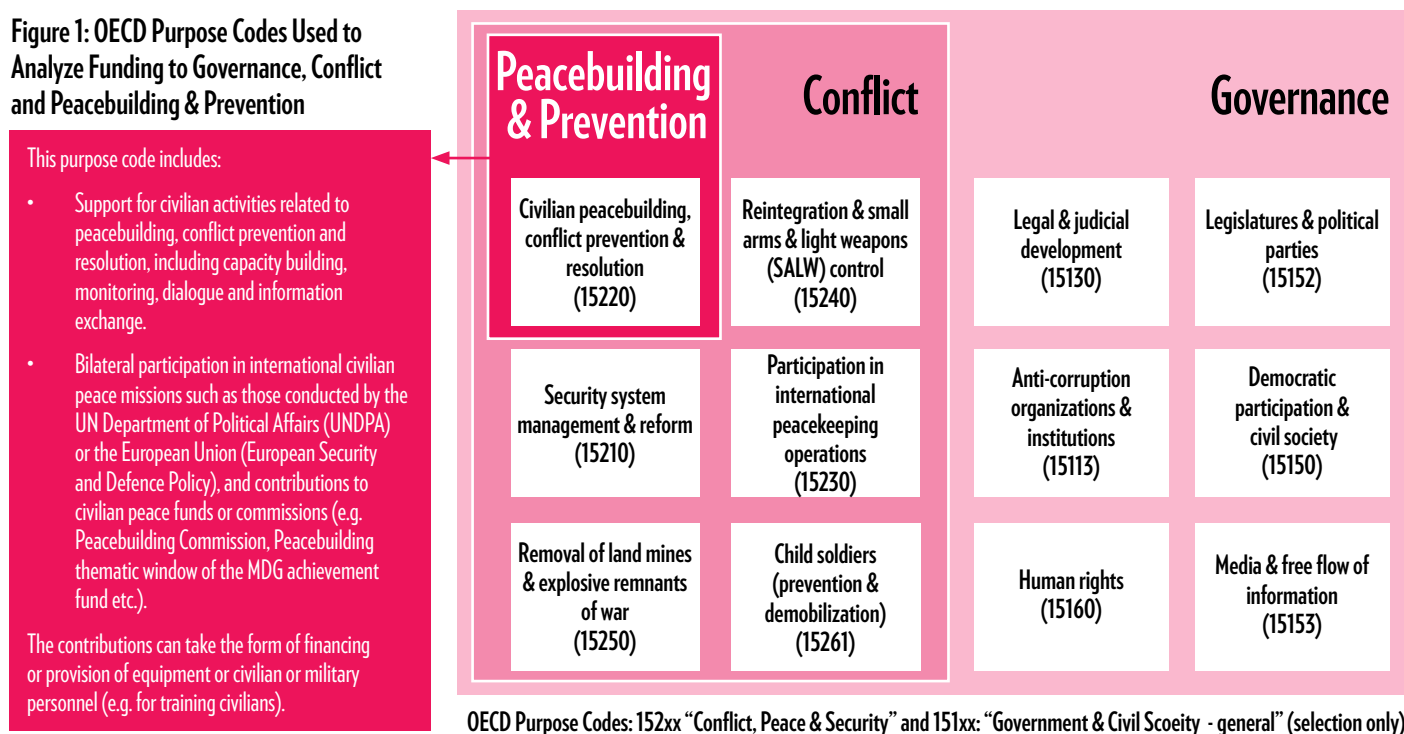 Figure 1: OECD Purpose Codes Used to
Analyze Funding to Governance, Conflict
and Peacebuilding & Prevention
This purpose code includes:
• Support for civilian activities related to
peacebuilding, conflict prevention and
resolution, including capacity building,
monitoring, dialogue and information
exchange.
• Bilateral participation in international civilian
peace missions such as those conducted by the
UN Department of Political Affairs (UNDPA)
or the European Union (European Security
and Defence Policy), and contributions to
civilian peace funds or commissions (e.g.
Peacebuilding Commission, Peacebuilding
thematic window of the MDG achievement
fund etc.).
The contributions can take the form of financing
or provision of equipment or civilian or military
personnel (e.g. for training civilians).
Peacebuilding
& Prevention
Conflict
Governance
Civilian peacebuilding,
conflict prevention &
resolution
(15220)
Reintegration & small
arms & light weapons
(SALW) control
(15240)
Legal & judicial
development
(15130)
Legislatures & political
parties
(15152)
Security system
management & reform
(15210)
Participation in
international
peacekeeping
operations
(15230)
Anti-corruption
organizations &
institutions
(15113)
Democratic
participation &
civil society
(15150)
Removal of land mines
& explosive remnants
of war
(15250)
Child soldiers
(prevention &
demobilization)
(15261)
Human rights
(15160)
Media & free flow of
information
(15153)
OECD Purpose Codes: 152xx “Conflict, Peace & Security” and 151xx: “Government & Civil Scoeity - general” (selection only)